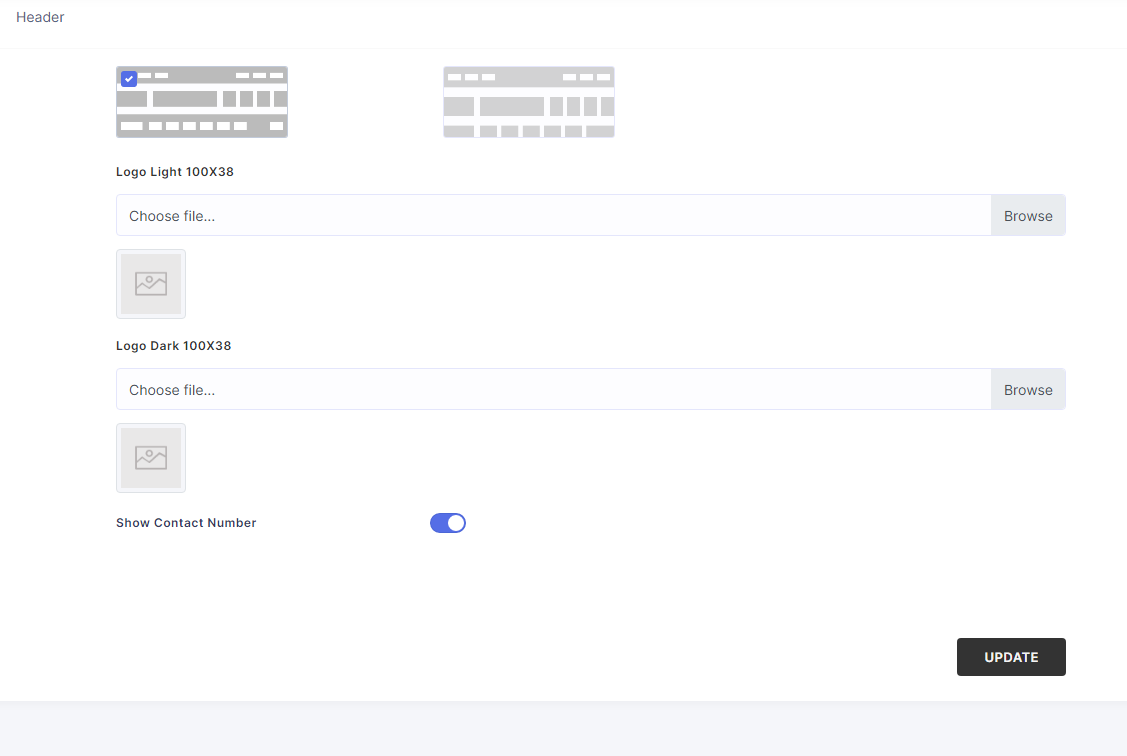 Header
Logo Light 100X38
Choose file...
Browse
Logo Dark 100X38
Choose file...
Browse
Show Contact Number
UPDATE